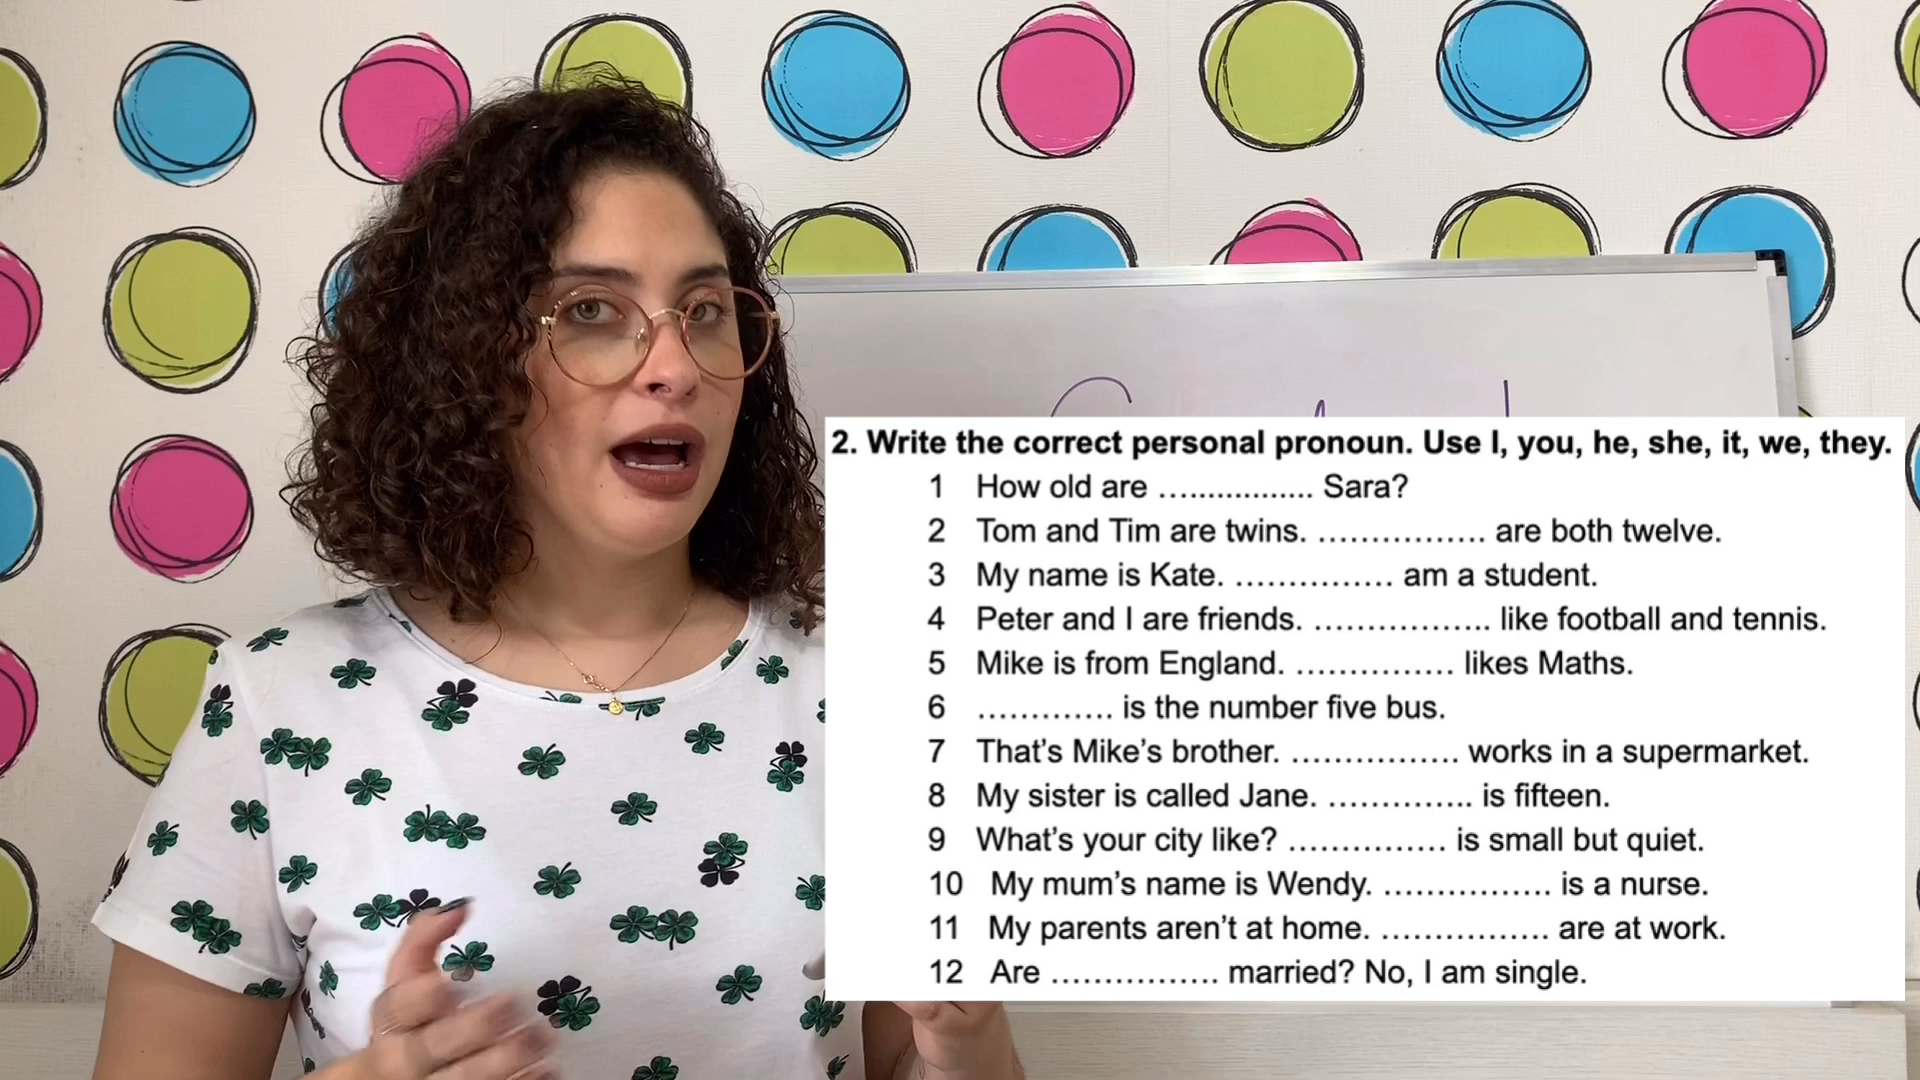 2. Write the correct personal pronoun. Use I, you, he, she, it, we, they.
1 How old are ................. Sara?
2 Tom and Tim are twins. ................ are both twelve.
3 My name is Kate. ............... am a student.
4 Peter and I are friends. ................. like football and tennis.
5 Mike is from England. ............... likes Maths.
6 ............. is the number five bus.
7 That’s Mike’s brother. ................ works in a supermarket.
8 My sister is called Jane. .............. is fifteen.
9 What’s your city like? ............... is small but quiet.
10 My mum’s name is Wendy. ................ is a nurse.
11 My parents aren’t at home. ................ are at work.
12 Are ................ married? No, I am single.